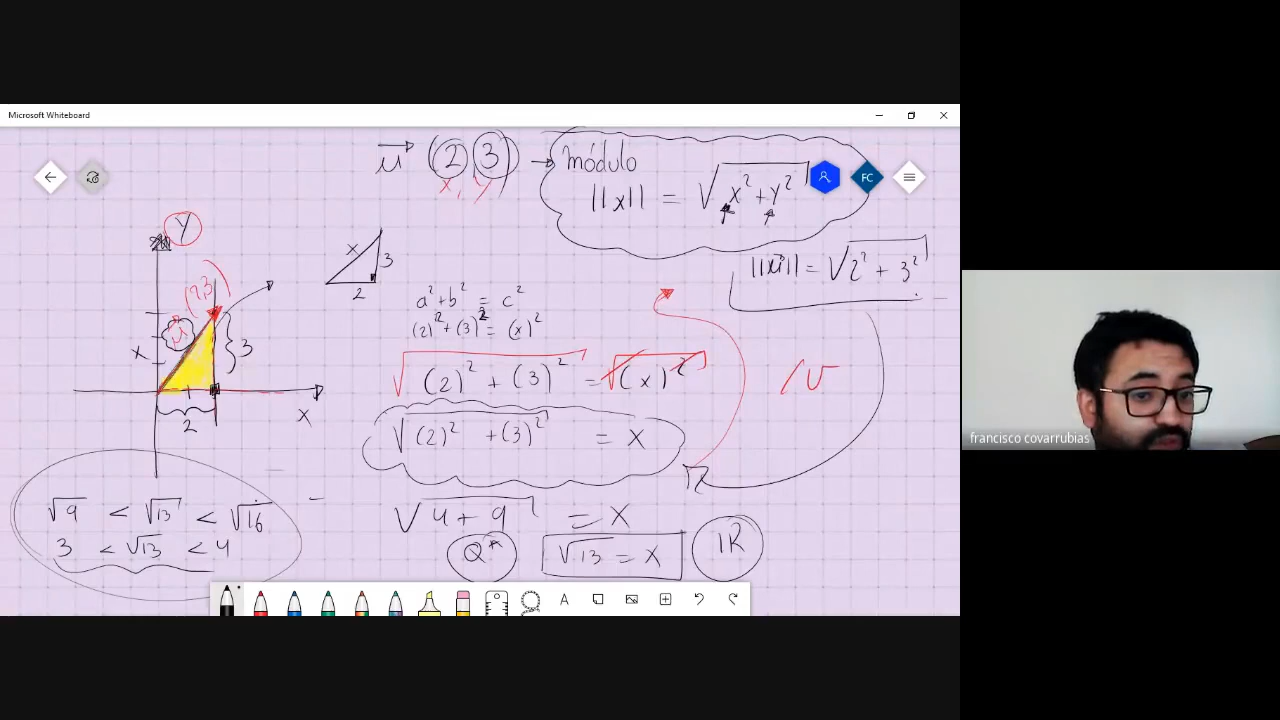 Microsoft Whiteboard
u (2,3) → módulo
x, y
||x|| = √x² + y²
FC
||u|| = √2² + 3²
Y
(2,3)
u
x
3
2
X
x
3
2
a² + b² = c²
(2)² + (3)² = (x)²
√(2)² + (3)² = √(x)²
√(2)² + (3)² = x
√4 + 9 = x
Q*
√13 = x
IR
√9 < √13 < √16
3 < √13 < 4
A
francisco covarrubias